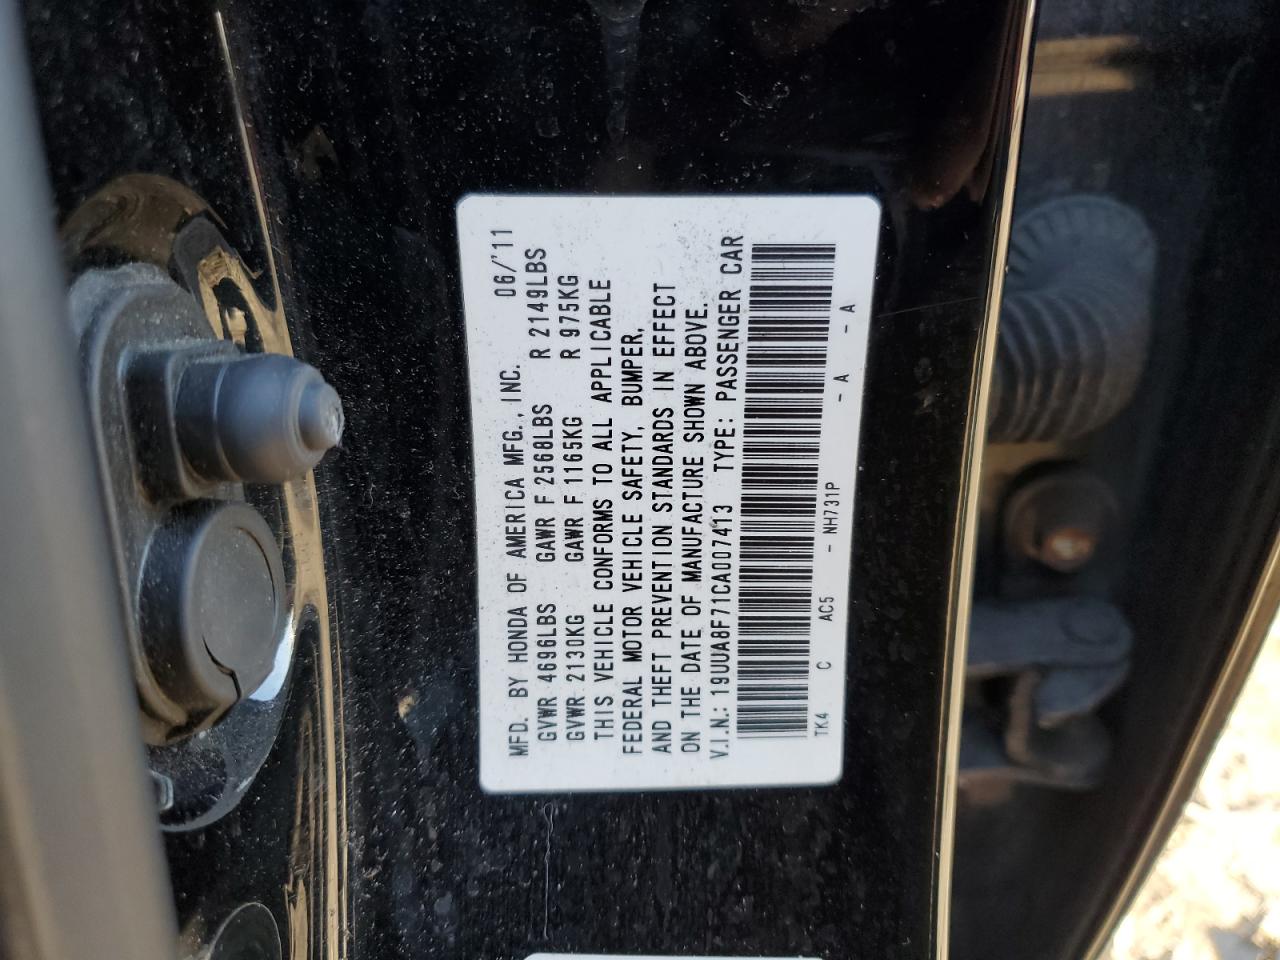 MFD. BY HONDA OF AMERICA MFG., INC. 06/'11
GVWR 4696LBS GAWR F 2568LBS R 2149LBS
GVWR 2130KG GAWR F 1165KG R 975KG
THIS VEHICLE CONFORMS TO ALL APPLICABLE
FEDERAL MOTOR VEHICLE SAFETY, BUMPER,
AND THEFT PREVENTION STANDARDS IN EFFECT
ON THE DATE OF MANUFACTURE SHOWN ABOVE.
V.I.N.: 19UUA8F71CA007413 TYPE: PASSENGER CAR
TK4 C AC5 - NH731P - A - A